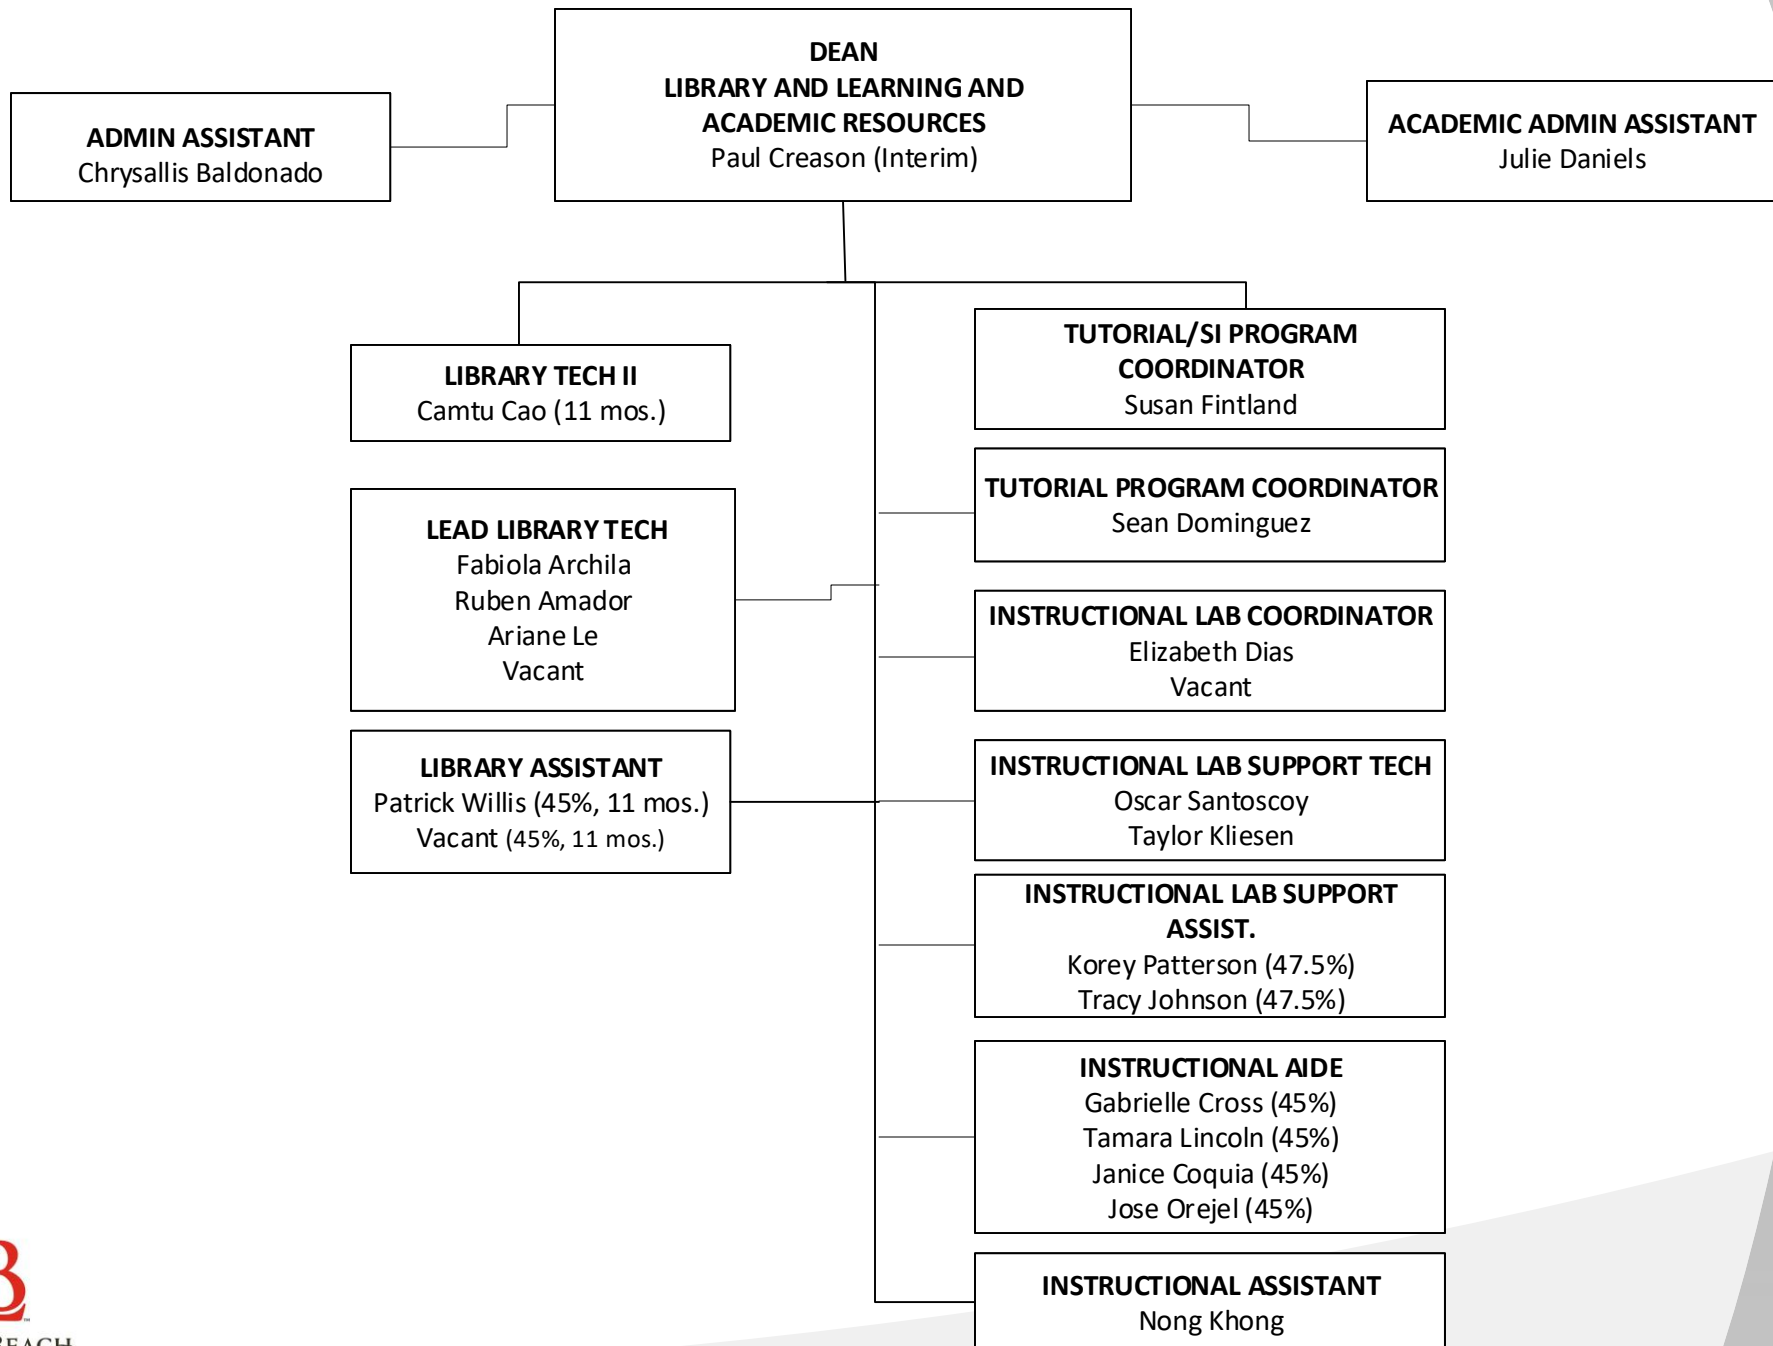 DEAN
LIBRARY AND LEARNING AND
ACADEMIC RESOURCES
Paul Creason (Interim)
ADMIN ASSISTANT
Chrysallis Baldonado
ACADEMIC ADMIN ASSISTANT
Julie Daniels
LIBRARY TECH II
Camtu Cao (11 mos.)
LEAD LIBRARY TECH
Fabiola Archila
Ruben Amador
Ariane Le
Vacant
LIBRARY ASSISTANT
Patrick Willis (45%, 11 mos.)
Vacant (45%, 11 mos.)
TUTORIAL/SI PROGRAM
COORDINATOR
Susan Fintland
TUTORIAL PROGRAM COORDINATOR
Sean Dominguez
INSTRUCTIONAL LAB COORDINATOR
Elizabeth Dias
Vacant
INSTRUCTIONAL LAB SUPPORT TECH
Oscar Santoscoy
Taylor Kliesen
INSTRUCTIONAL LAB SUPPORT
ASSIST.
Korey Patterson (47.5%)
Tracy Johnson (47.5%)
INSTRUCTIONAL AIDE
Gabrielle Cross (45%)
Tamara Lincoln (45%)
Janice Coquia (45%)
Jose Orejel (45%)
INSTRUCTIONAL ASSISTANT
Nong Khong